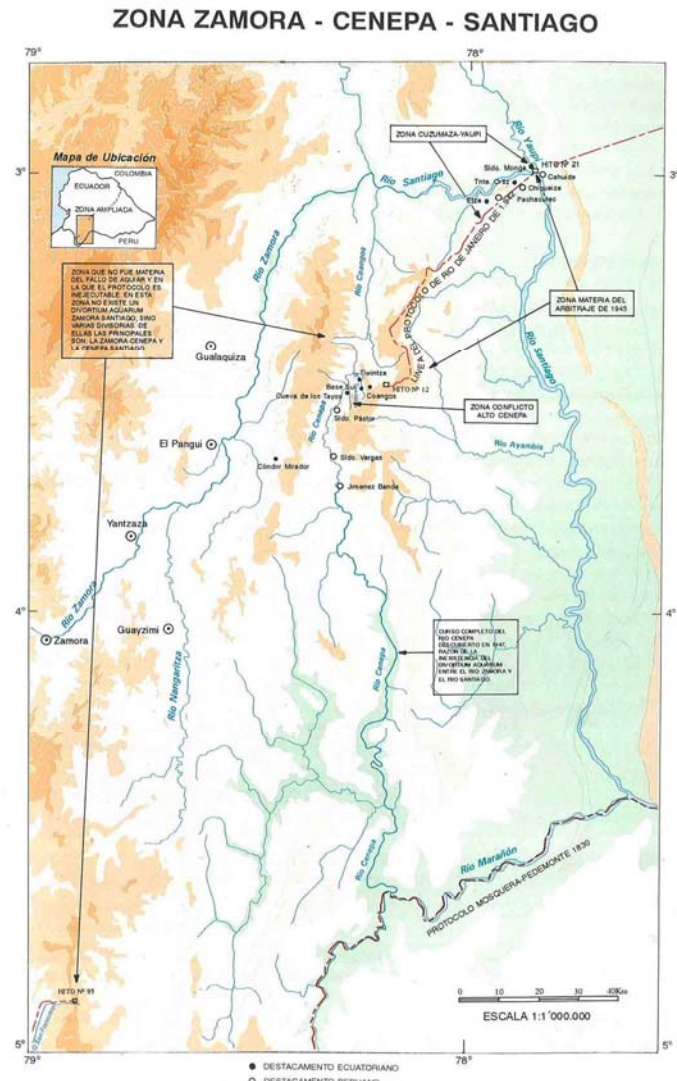 ZONA ZAMORA - CENEPA - SANTIAGO
79°
78°
Río Yaupi
ZONA CUZUMAZA-YAUPI
HITO Nº 21
Sldo. Monge
Cahuide
3°
3°
Mapa de Ubicación
COLOMBIA
ECUADOR
ZONA AMPLIADA
PERU
Río Santiago
Tnte. Ortiz
Chiqueiza
Etza
Pachacutec
LINEA DEL PROTOCOLO DE RIO DE JANEIRO DE 1.942
Río Zamora
Río Coangos
ZONA QUE NO FUE MATERIA
DEL FALLO DE AGUIAR Y EN
LA QUE EL PROTOCOLO ES
INEJECUTABLE. EN ESTA
ZONA NO EXISTE UN
DIVORTIUM AQUARUM
ZAMORA SANTIAGO, SINO
VARIAS DIVISORIAS. DE
ELLAS LAS PRINCIPALES
SON: LA ZAMORA-CENEPA Y
LA CENEPA-SANTIAGO
ZONA MATERIA DEL
ARBITRAJE DE 1945
Río Santiago
Gualaquiza
Tiwintza
Base Sur
HITO Nº 12
Cueva de los Tayos
Coangos
ZONA CONFLICTO
ALTO CENEPA
Río Cenepa
Sldo. Pástor
El Pangui
Río Ayambis
Cóndor Mirador
Sldo. Vargas
Jimenez Banda
Yantzaza
4°
4°
Río Zamora
Zamora
Guayzimi
Río Nangaritza
CURSO COMPLETO DEL
RIO CENEPA
DESCUBIERTO EN 1947,
RAZON DE LA
INEXISTENCIA DEL
DIVORTIUM AQUARUM
ENTRE EL RIO ZAMORA Y
EL RIO SANTIAGO.
Río Cenepa
Río Cenepa
Río Marañón
PROTOCOLO MOSQUERA-PEDEMONTE 1830
HITO Nº 95
0 10 20 30 40Km
ESCALA 1:1´000.000
5°
5°
79°
78°
DESTACAMENTO ECUATORIANO
DESTACAMENTO PERUANO